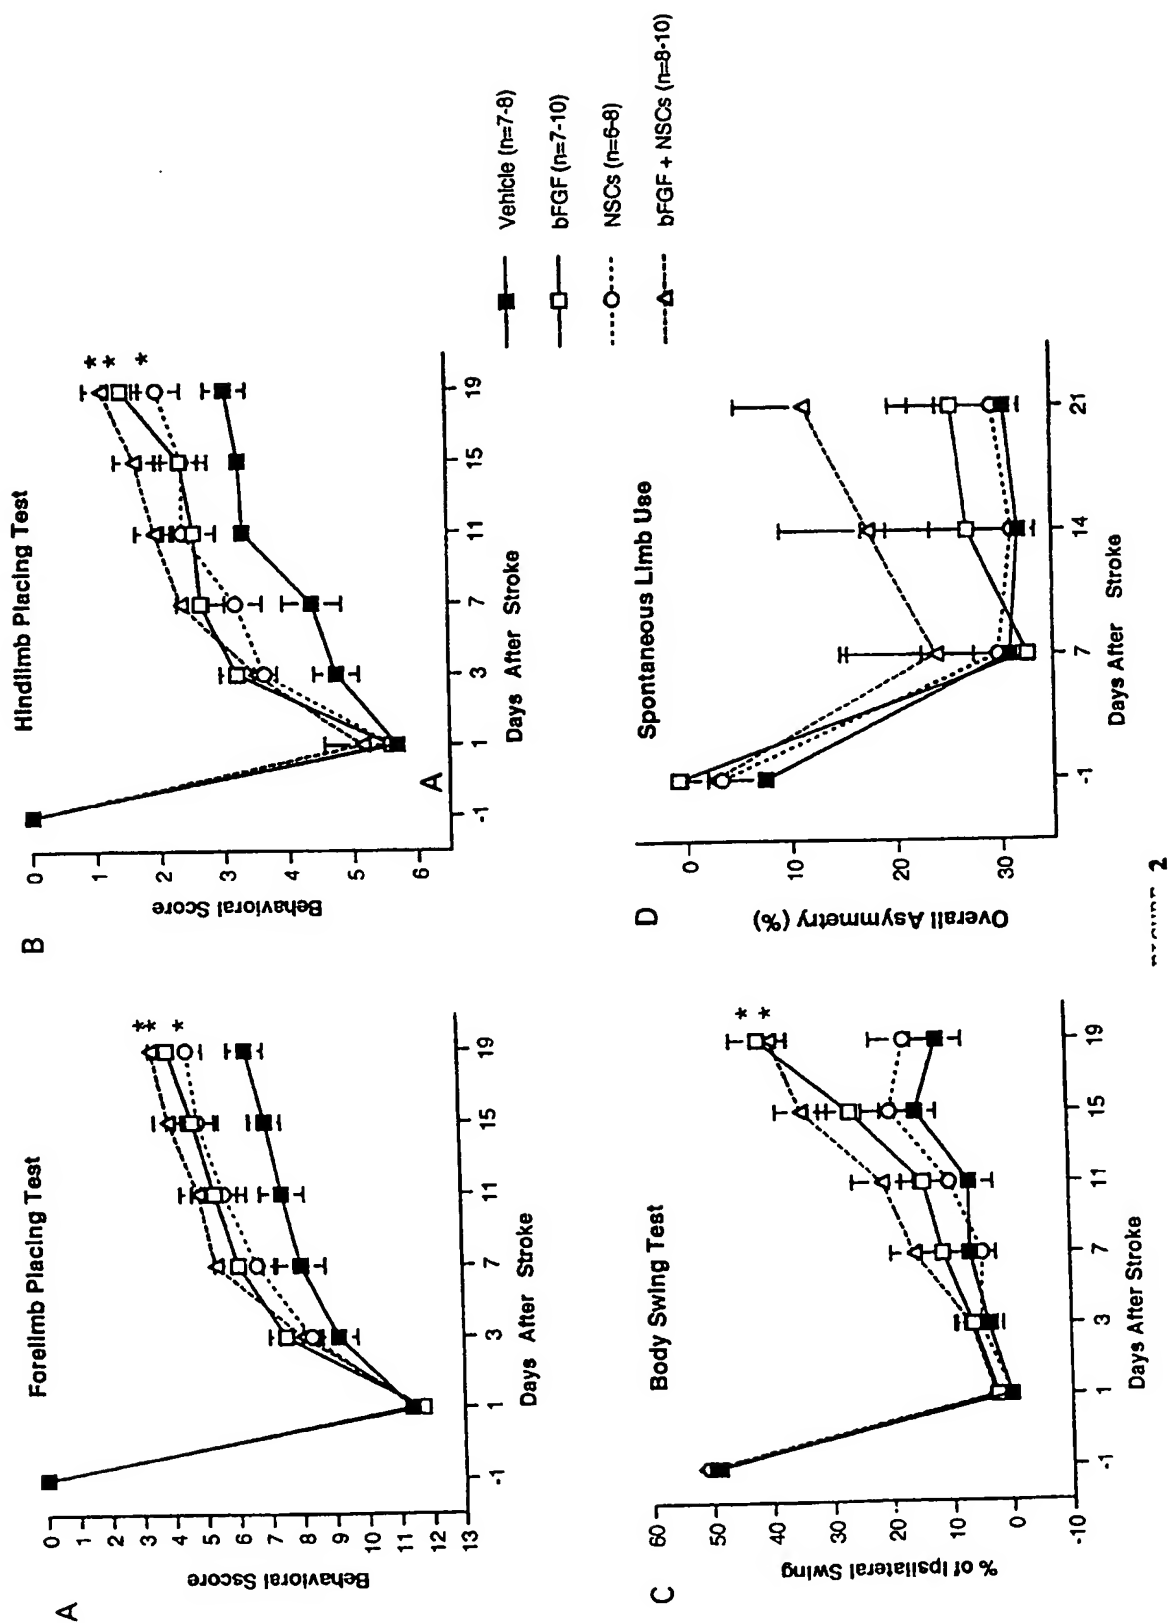 A
Forelimb Placing Test
Behavioral Sscore
0
1
2
3
4
5
6
7
8
9
10
11
12
13
-1 1 3 7 11 15 19
* * *
Days After Stroke
B
Hindlimb Placing Test
Behavioral Score
0
1
2
3
4
5
6
A
-1 1 3 7 11 15 19
* * *
Days After Stroke
Vehicle (n=7-8)
bFGF (n=7-10)
NSCs (n=6-8)
bFGF + NSCs (n=8-10)
C
Body Swing Test
% of Ipsilateral Swing
60
50
40
30
20
10
0
-10
-1 1 3 7 11 15 19
* *
Days After Stroke
D
Spontaneous Limb Use
Overall Asymmetry (%)
0
10
20
30
-1 7 14 21
Days After Stroke
2